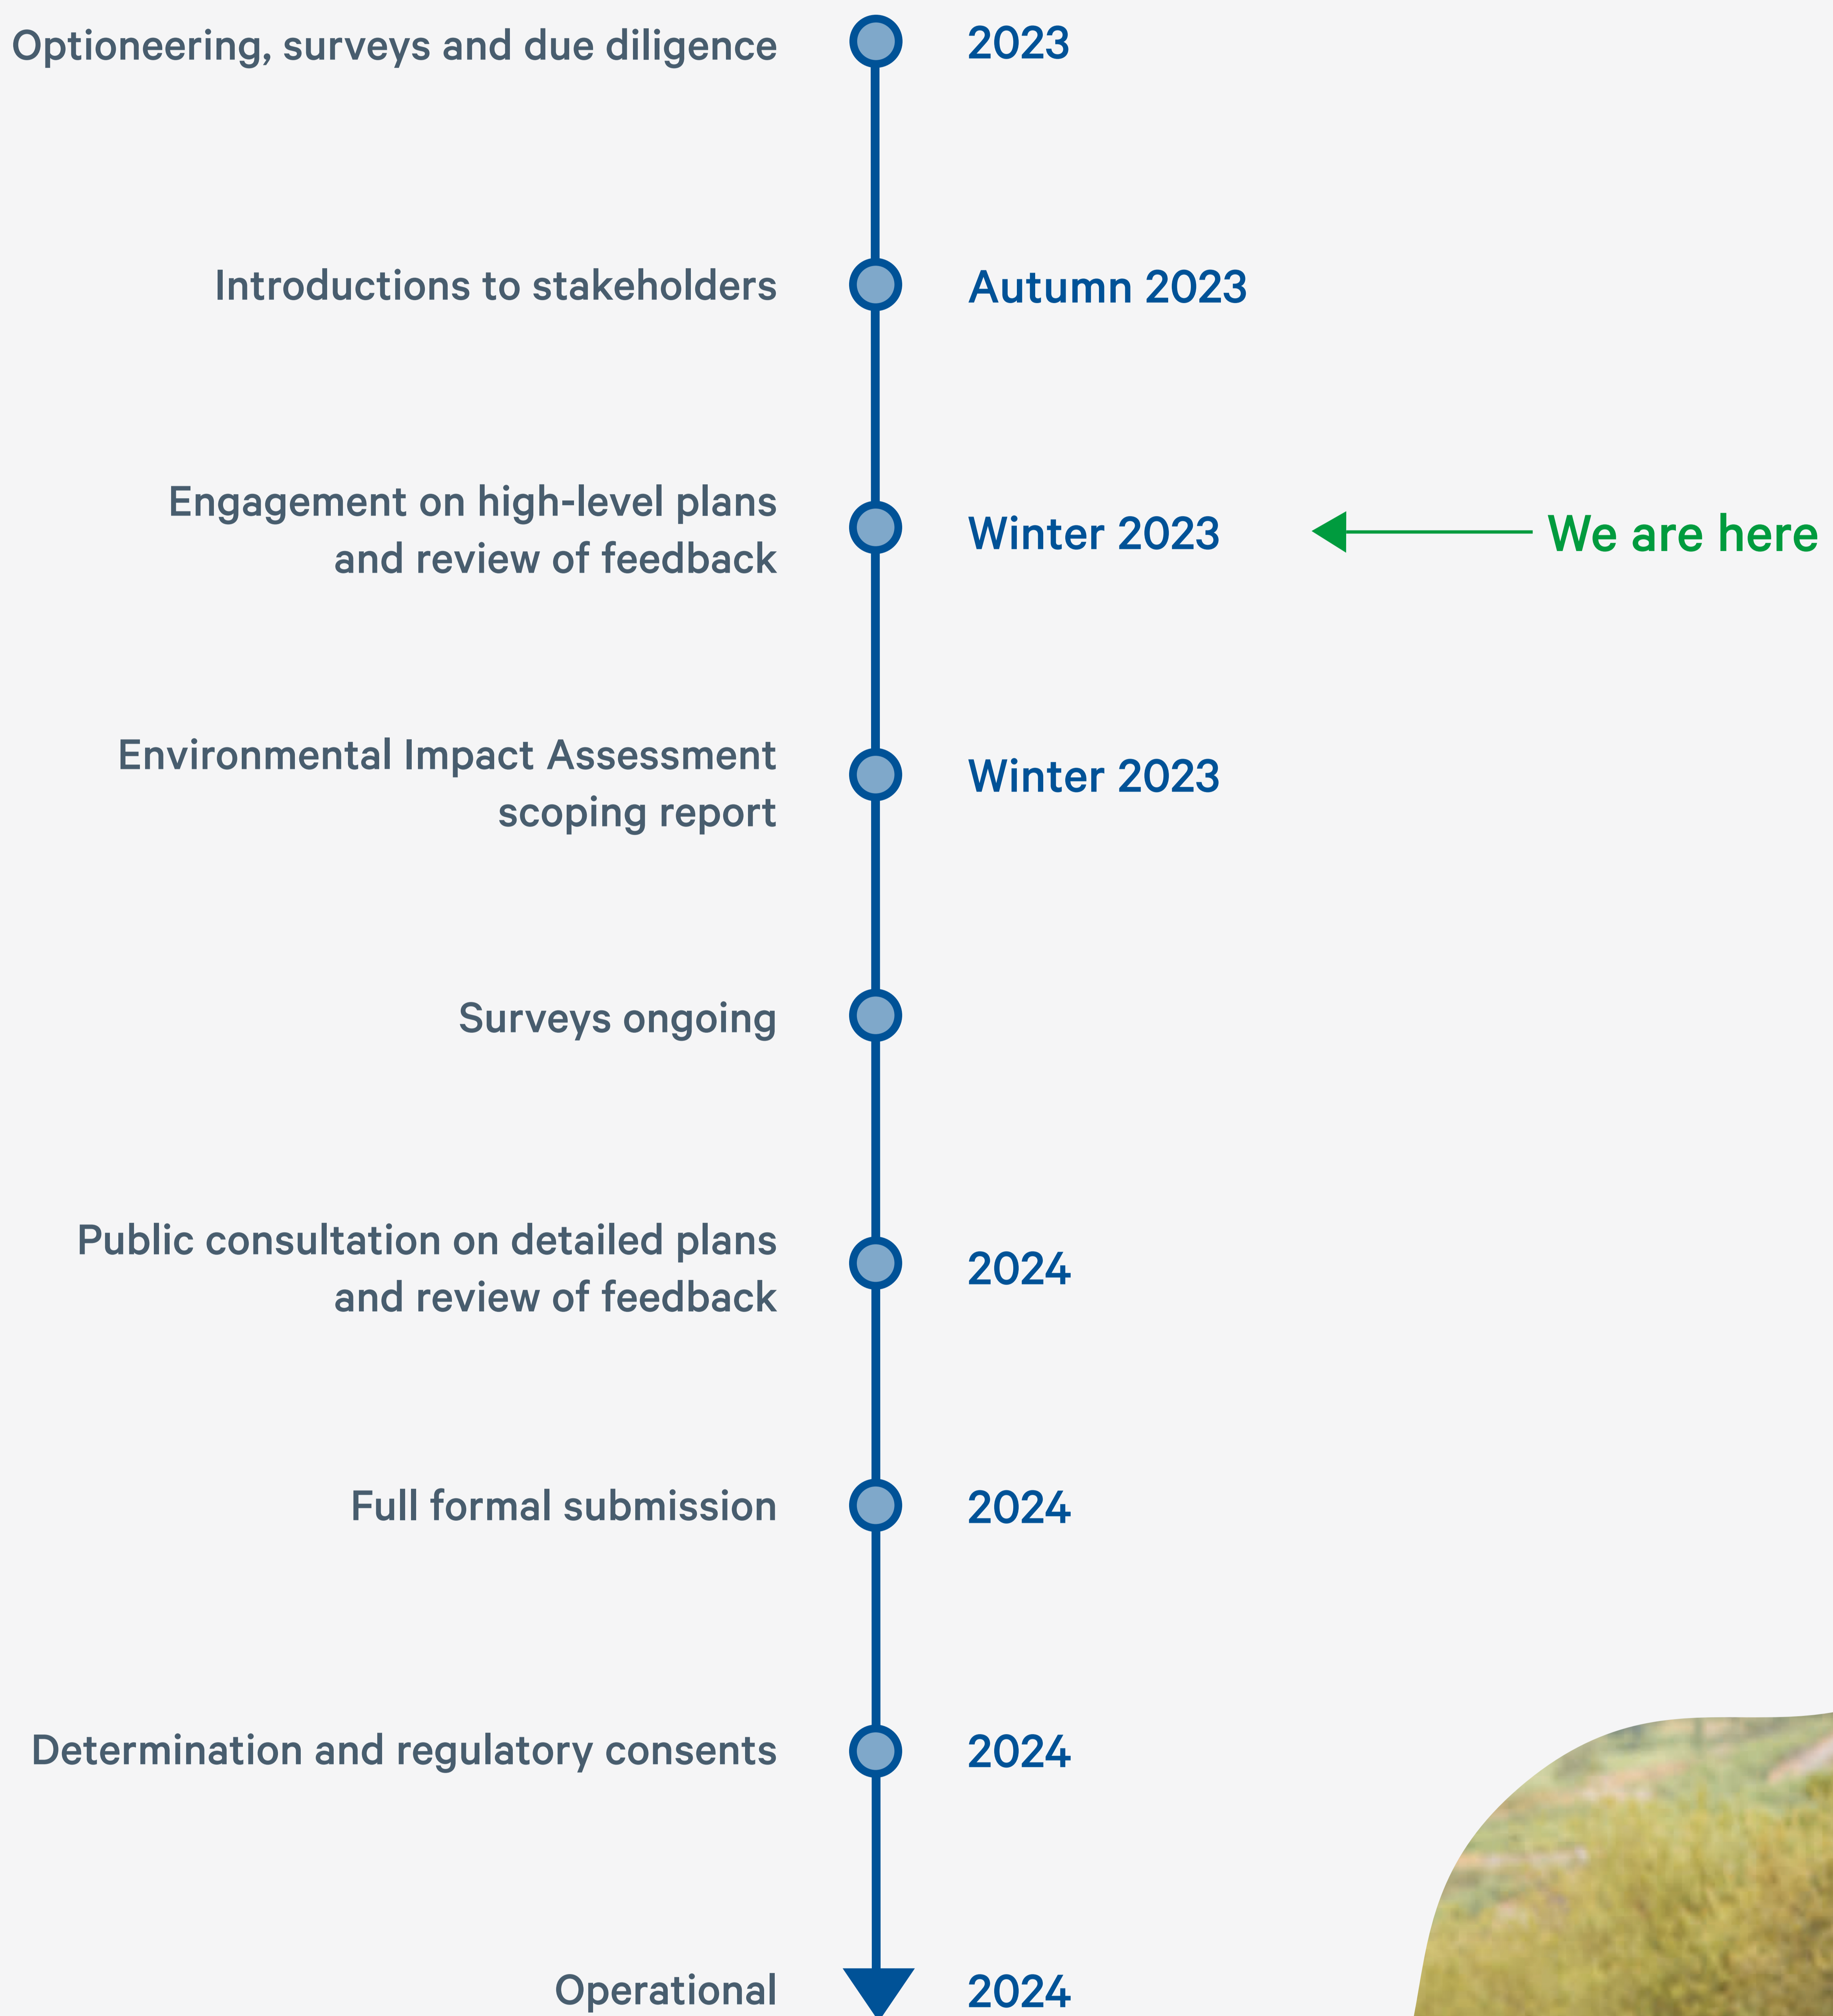 Optioneering, surveys and due diligence 2023
Introductions to stakeholders Autumn 2023
Engagement on high-level plans
and review of feedback
Winter 2023 We are here
Environmental Impact Assessment
scoping report
Winter 2023
Surveys ongoing
Public consultation on detailed plans
and review of feedback
2024
Full formal submission 2024
Determination and regulatory consents 2024
Operational 2024